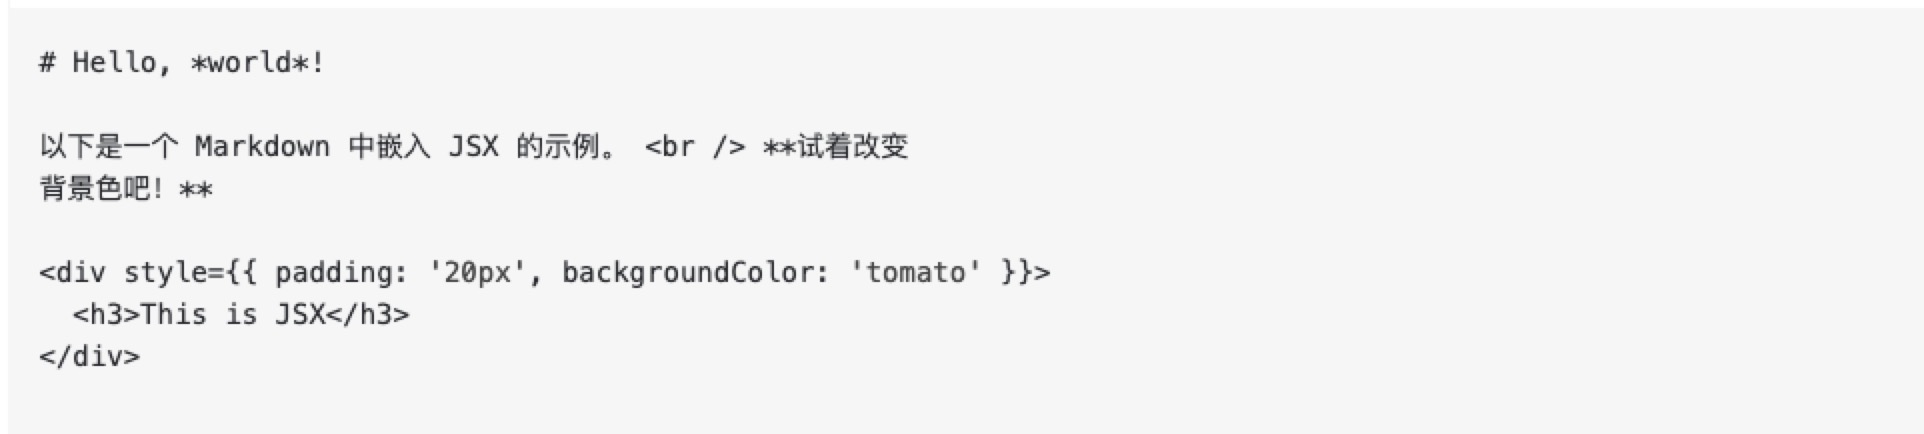 # Hello, *world*!
以下是一个 Markdown 中嵌入 JSX 的示例。 <br /> **试着改变
背景色吧！**
<div style={{ padding: '20px', backgroundColor: 'tomato' }}>
  <h3>This is JSX</h3>
</div>